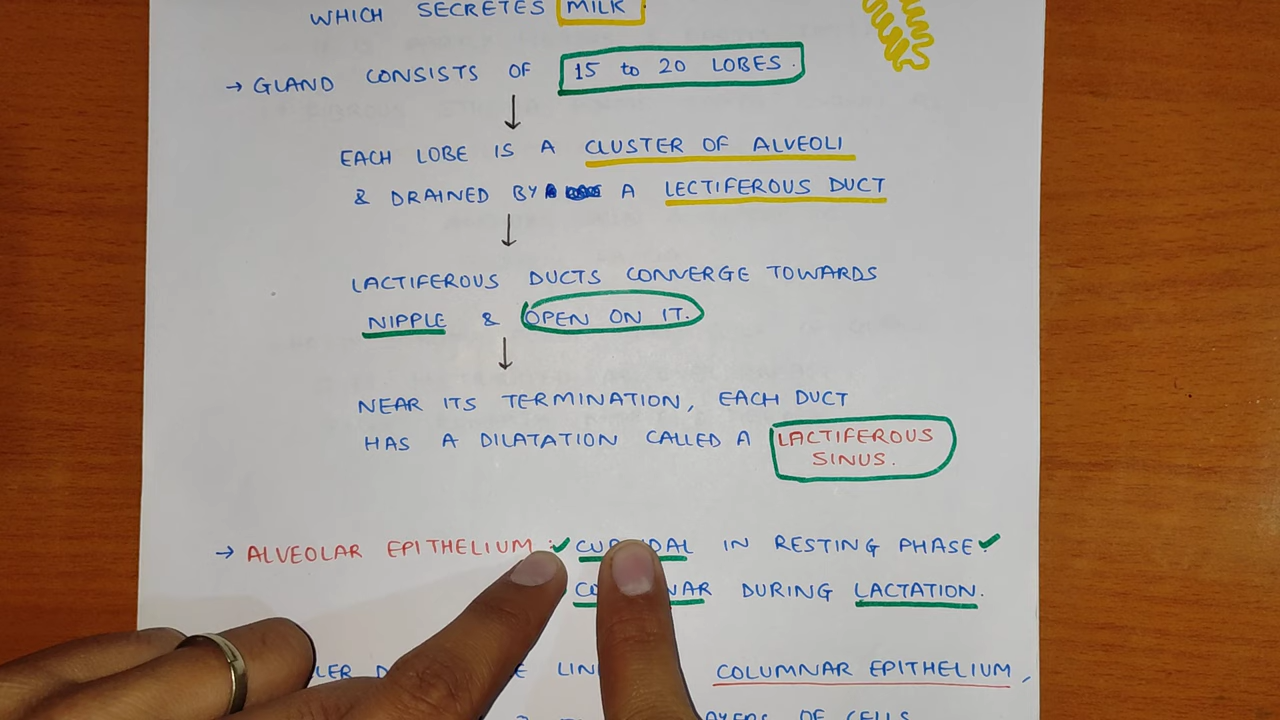 WHICH SECRETES MILK.
→ GLAND CONSISTS OF 15 to 20 LOBES.
EACH LOBE IS A CLUSTER OF ALVEOLI
& DRAINED BY A LECTIFEROUS DUCT
LACTIFEROUS DUCTS CONVERGE TOWARDS
NIPPLE & OPEN ON IT.
NEAR ITS TERMINATION, EACH DUCT
HAS A DILATATION CALLED A LACTIFEROUS
SINUS.
→ ALVEOLAR EPITHELIUM : IN RESTING PHASE.
DURING LACTATION.
COLUMNAR EPITHELIUM,
OF CELLS